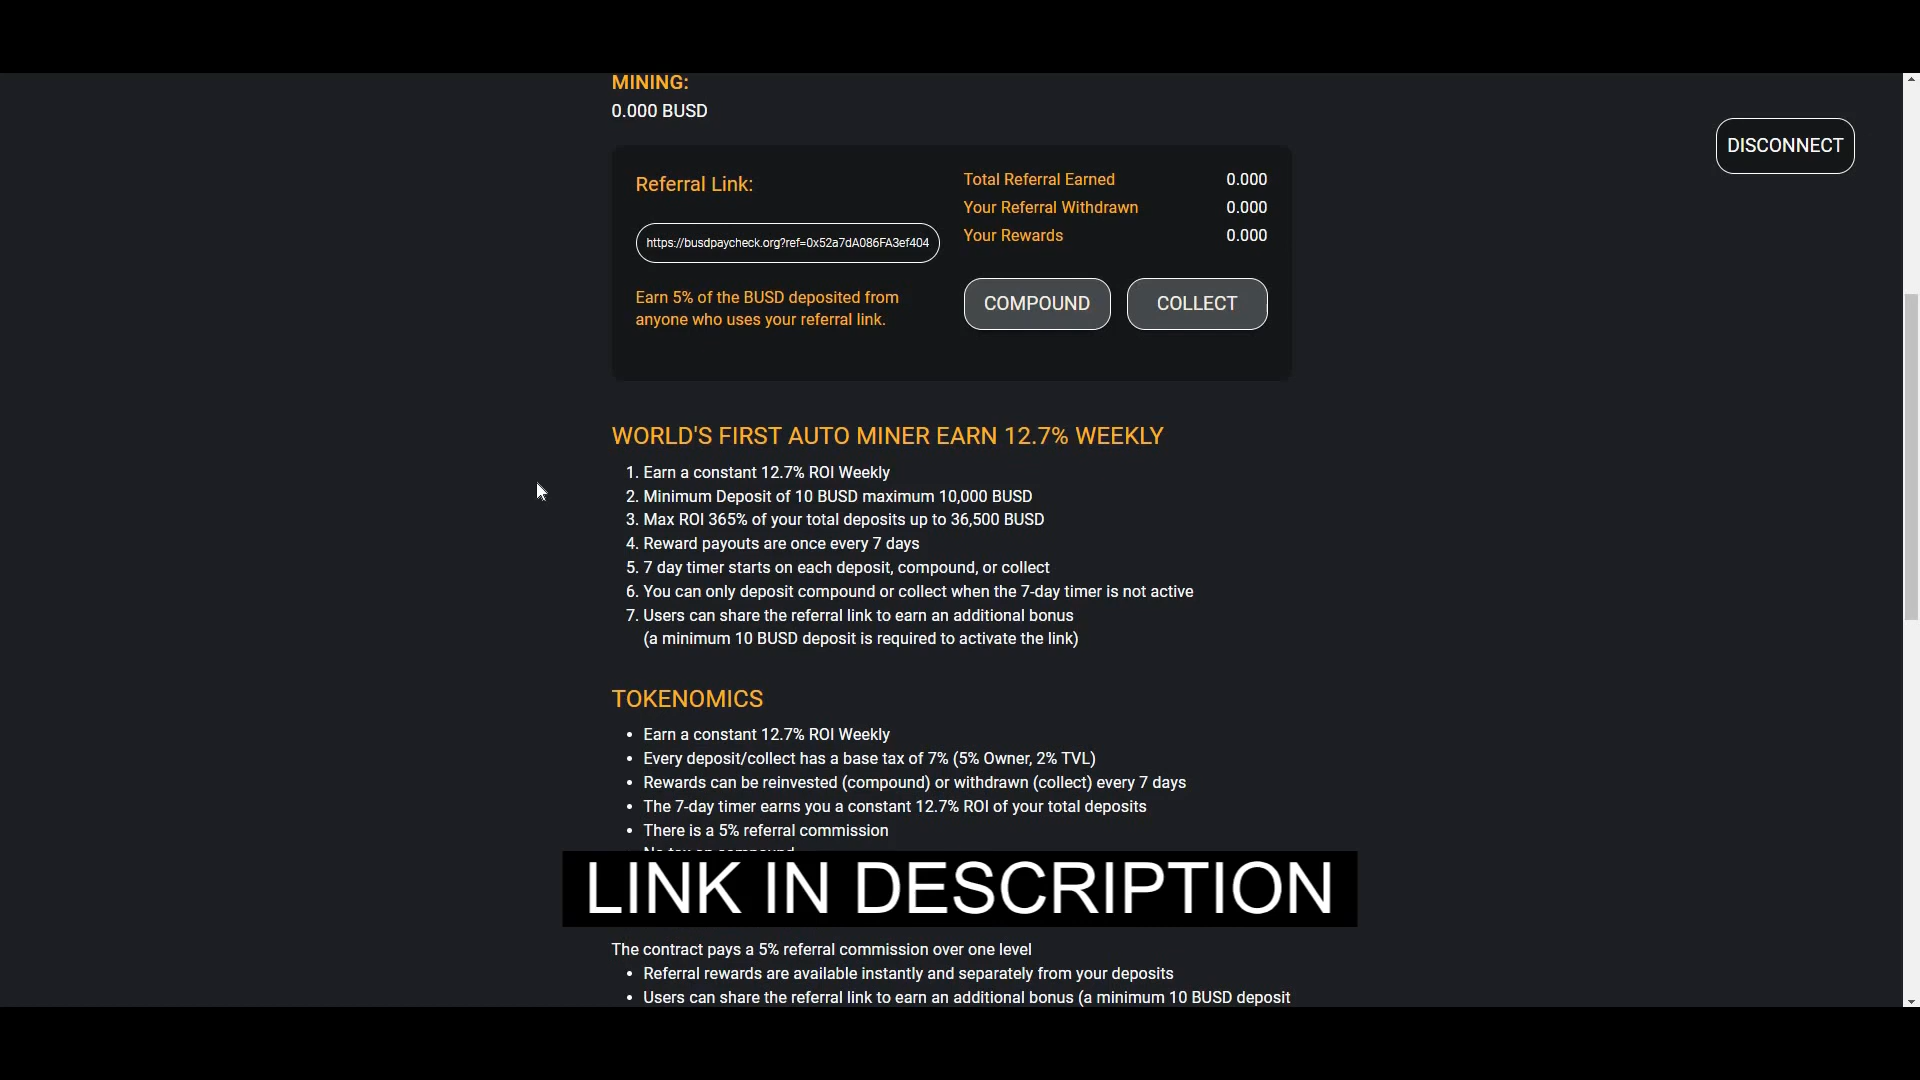 MINING:
0.000 BUSD
DISCONNECT
Referral Link:
https://busdpaycheck.org?ref=0x52a7dA086FA3ef404
Earn 5% of the BUSD deposited from
anyone who uses your referral link.
Total Referral Earned 0.000
Your Referral Withdrawn 0.000
Your Rewards 0.000
COMPOUND COLLECT
WORLD'S FIRST AUTO MINER EARN 12.7% WEEKLY
1. Earn a constant 12.7% ROI Weekly
2. Minimum Deposit of 10 BUSD maximum 10,000 BUSD
3. Max ROI 365% of your total deposits up to 36,500 BUSD
4. Reward payouts are once every 7 days
5. 7 day timer starts on each deposit, compound, or collect
6. You can only deposit compound or collect when the 7-day timer is not active
7. Users can share the referral link to earn an additional bonus
(a minimum 10 BUSD deposit is required to activate the link)
TOKENOMICS
• Earn a constant 12.7% ROI Weekly
• Every deposit/collect has a base tax of 7% (5% Owner, 2% TVL)
• Rewards can be reinvested (compound) or withdrawn (collect) every 7 days
• The 7-day timer earns you a constant 12.7% ROI of your total deposits
• There is a 5% referral commission
LINK IN DESCRIPTION
The contract pays a 5% referral commission over one level
• Referral rewards are available instantly and separately from your deposits
• Users can share the referral link to earn an additional bonus (a minimum 10 BUSD deposit